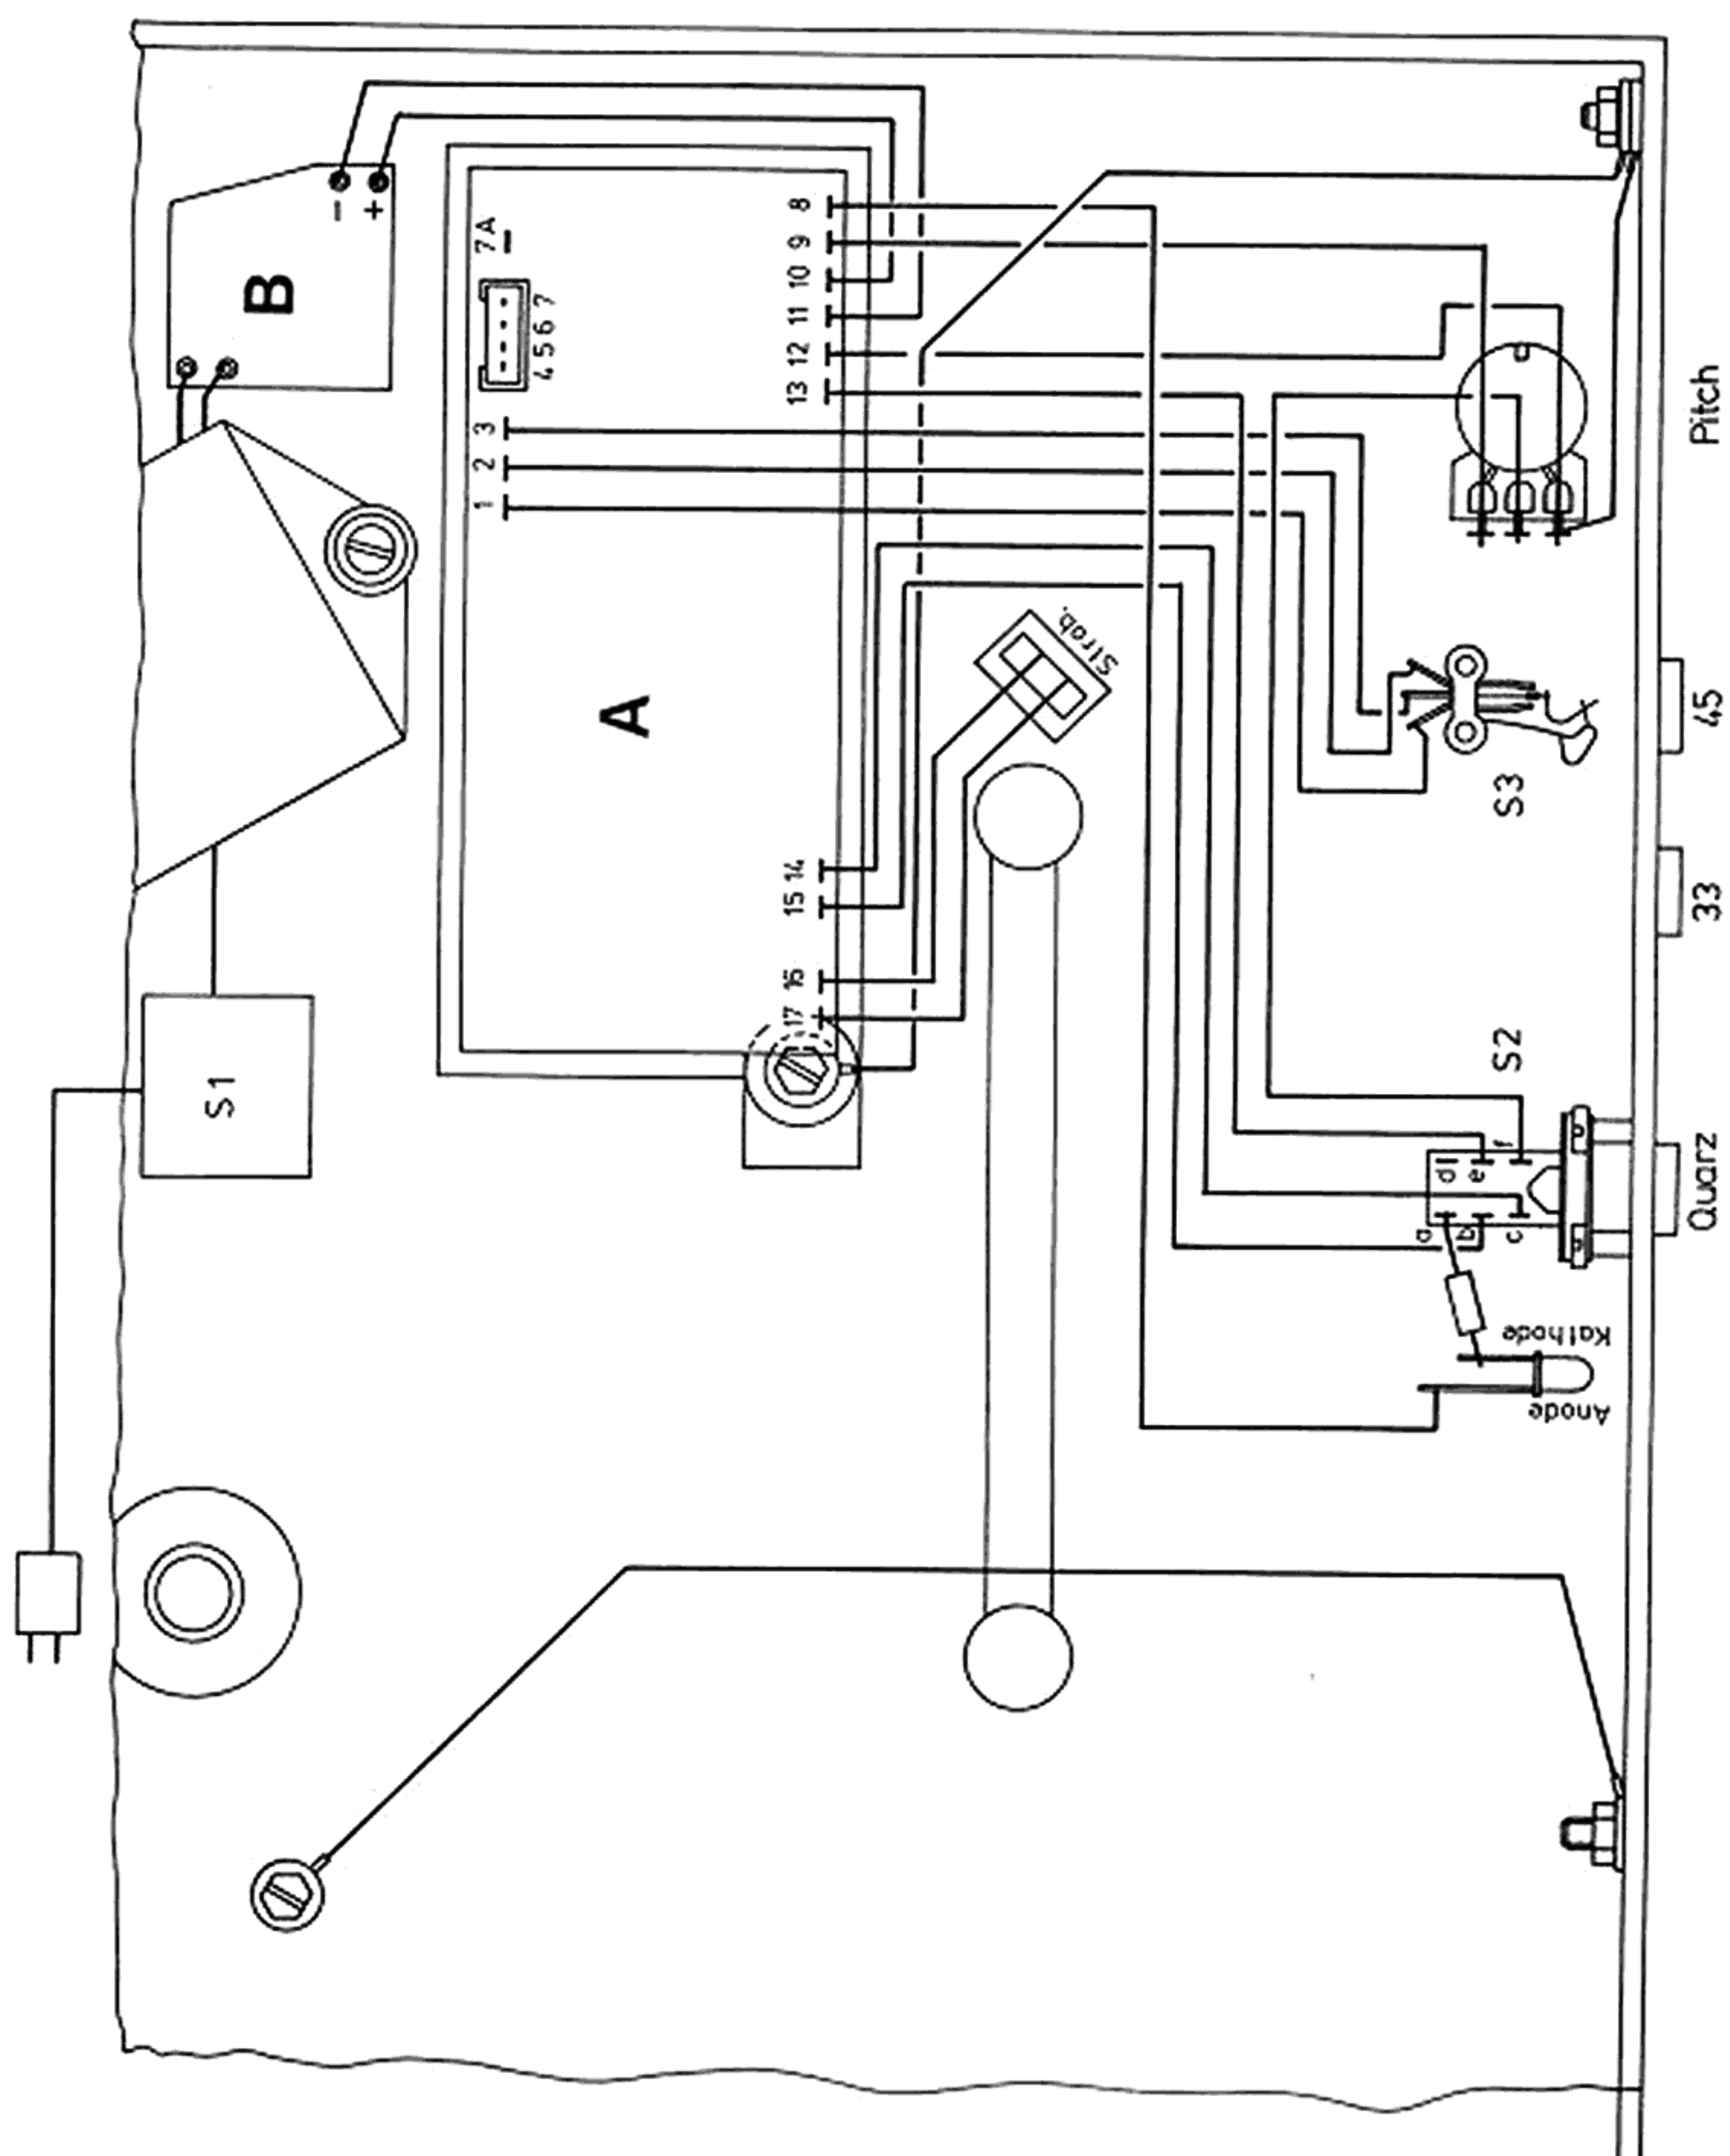 B
−
+
7A
4 5 6 7
3
2
1
8
9
10
11
12
13
A
14
15
16
17
Strob.
S1
S2
S3
a
b
c
d
e
f
Kathode
Anode
Pitch
45
33
Quarz